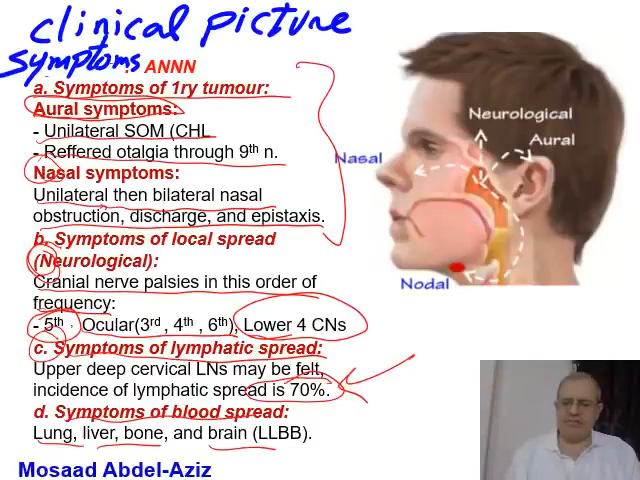 clinical picture
symptoms : ANNN
a. Symptoms of 1ry tumour:
Aural symptoms:
- Unilateral SOM (CHL
- Reffered otalgia through 9th n.
Nasal symptoms:
Unilateral then bilateral nasal
obstruction, discharge, and epistaxis.
b. Symptoms of local spread
(Neurological):
Cranial nerve palsies in this order of
frequency:
- 5th , Ocular(3rd , 4th , 6th), Lower 4 CNs
c. Symptoms of lymphatic spread:
Upper deep cervical LNs may be felt,
incidence of lymphatic spread is 70%.
d. Symptoms of blood spread:
Lung, liver, bone, and brain (LLBB).
Mosaad Abdel-Aziz
Neurological
Aural
Nasal
Nodal